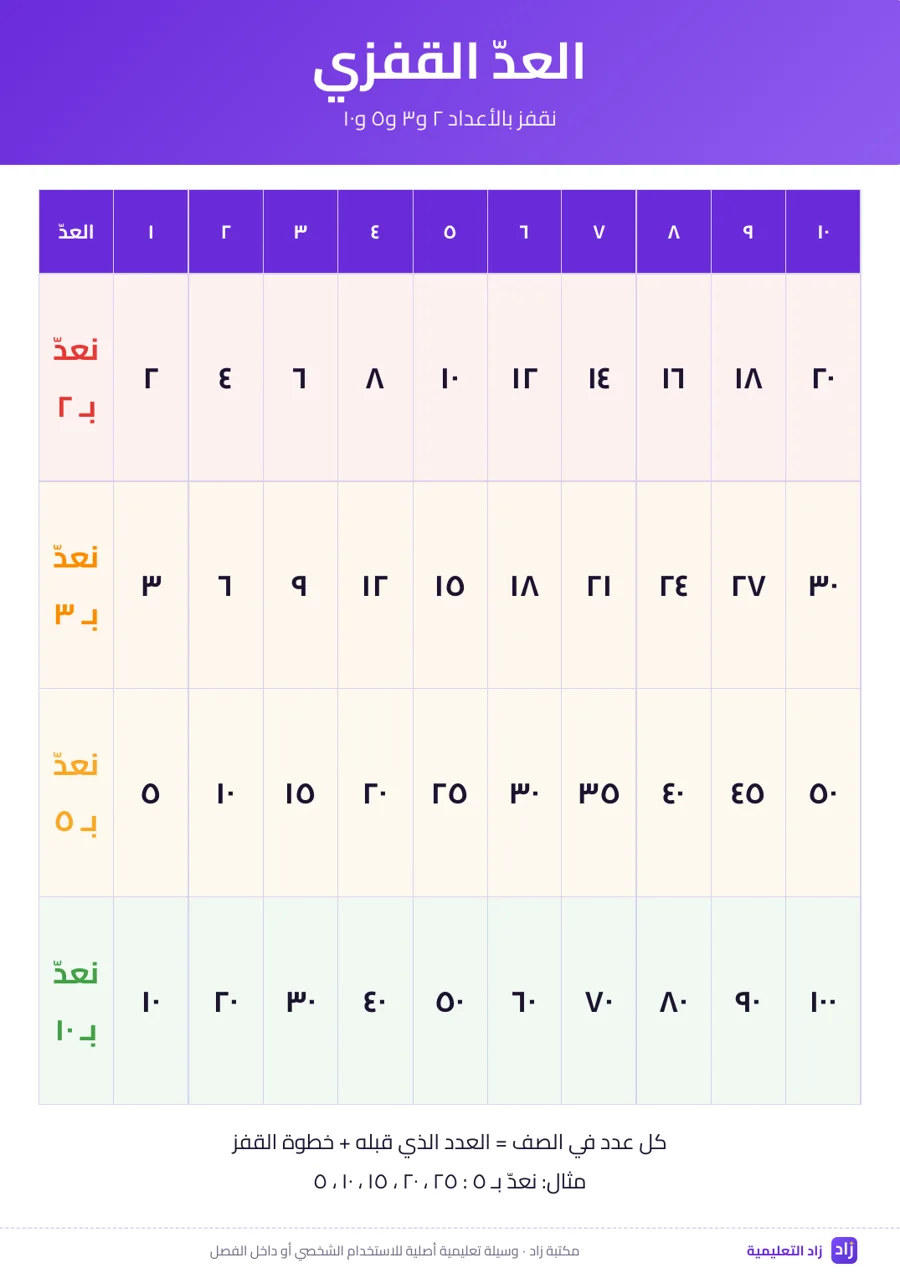 العدّ القفزي
نقفز بالأعداد ٢ و٣ و٥ و١٠
العدّ ١ ٢ ٣ ٤ ٥ ٦ ٧ ٨ ٩ ١٠
نعدّ
بـ ٢
٢ ٤ ٦ ٨ ١٠ ١٢ ١٤ ١٦ ١٨ ٢٠
نعدّ
بـ ٣
٣ ٦ ٩ ١٢ ١٥ ١٨ ٢١ ٢٤ ٢٧ ٣٠
نعدّ
بـ ٥
٥ ١٠ ١٥ ٢٠ ٢٥ ٣٠ ٣٥ ٤٠ ٤٥ ٥٠
نعدّ
بـ ١٠
١٠ ٢٠ ٣٠ ٤٠ ٥٠ ٦٠ ٧٠ ٨٠ ٩٠ ١٠٠
كل عدد في الصف = العدد الذي قبله + خطوة القفز
مثال: نعدّ بـ ٥ : ٢٥ ، ٢٠ ، ١٥ ، ١٠ ، ٥
زاد زاد التعليمية
مكتبة زاد · وسيلة تعليمية أصلية للاستخدام الشخصي أو داخل الفصل